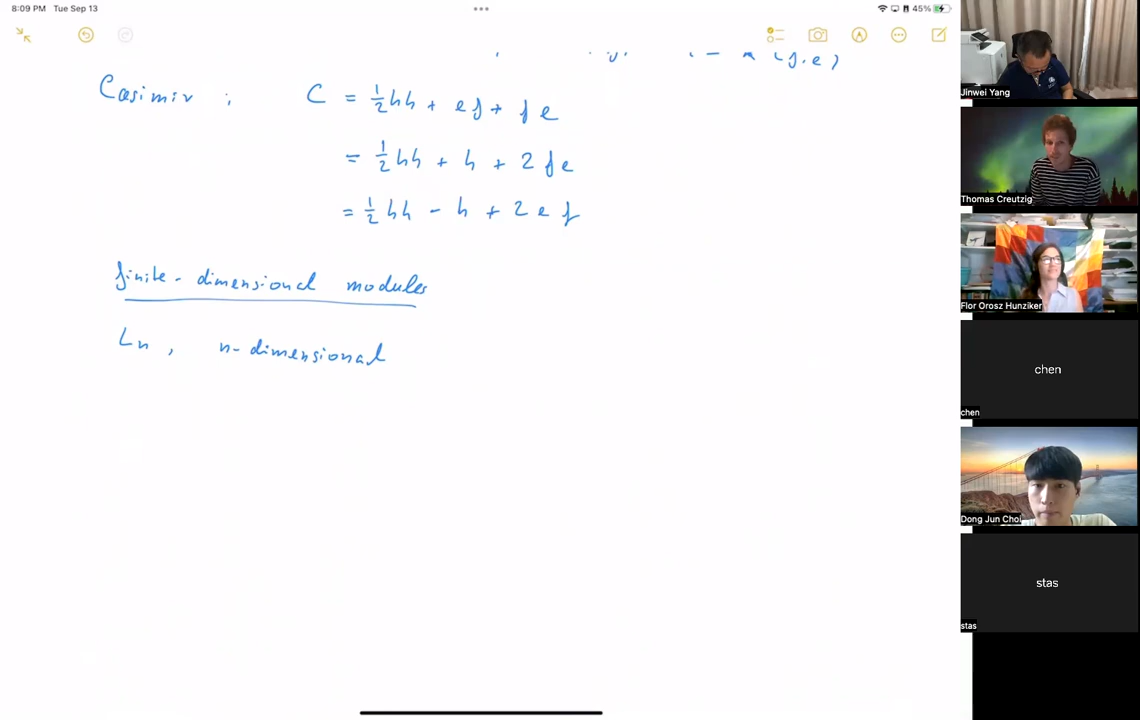 8:09 PM Tue Sep 13
45%
κ (f, e)
Casimir : C = ½hh + ef + fe
= ½hh + h + 2fe
= ½hh - h + 2ef
finite-dimensional modules
Lₙ, n-dimensional
Jinwei Yang
Thomas Creutzig
Flor Orosz Hunziker
chen
chen
Dong Jun Choi
stas
stas